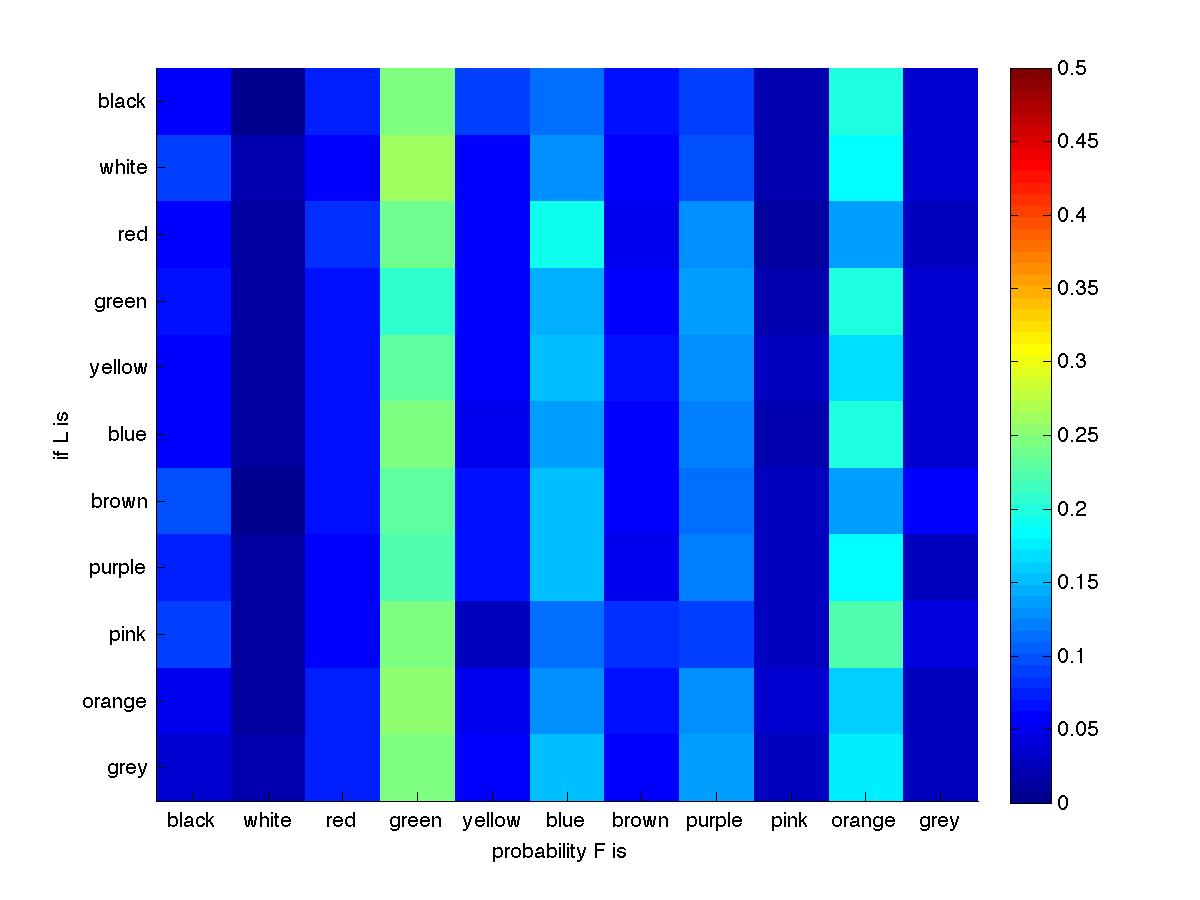 black
white
red
green
yellow
blue
brown
purple
pink
orange
grey
if L is
black white red green yellow blue brown purple pink orange grey
probability F is
0.5
0.45
0.4
0.35
0.3
0.25
0.2
0.15
0.1
0.05
0